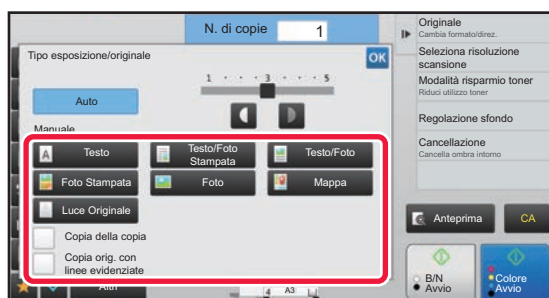 N. di copie
1
Originale
Cambia formato/direz.
Tipo esposizione/originale
OK
Seleziona risoluzione
scansione
1 · · · 3 · · · 5
Modalità risparmio toner
Riduci utilizzo toner
Auto
Regolazione sfondo
Manuale
Testo
Testo/Foto
Stampata
Testo/Foto
Cancellazione
Cancella ombra intorno
Foto Stampata
Foto
Mappa
Luce Originale
Anteprima
CA
Copia della copia
Copia orig. con
linee evidenziate
B/N
Avvio
Colore
Avvio
Altri
4
A3